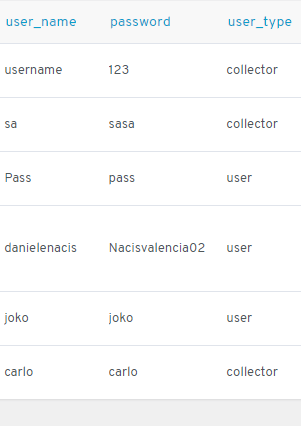 user_name password user_type
username 123 collector
sa sasa collector
Pass pass user
danielenacis Nacisvalencia02 user
joko joko user
carlo carlo collector